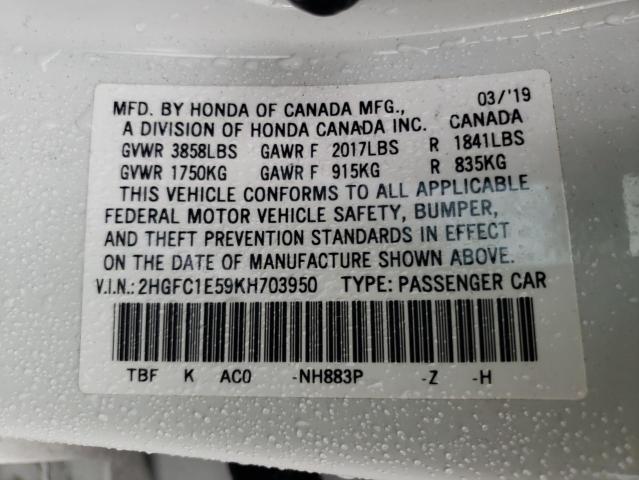 MFD. BY HONDA OF CANADA MFG., 03/'19
A DIVISION OF HONDA CANADA INC. CANADA
GVWR 3858LBS GAWR F 2017LBS R 1841LBS
GVWR 1750KG GAWR F 915KG R 835KG
THIS VEHICLE CONFORMS TO ALL APPLICABLE
FEDERAL MOTOR VEHICLE SAFETY, BUMPER,
AND THEFT PREVENTION STANDARDS IN EFFECT
ON THE DATE OF MANUFACTURE SHOWN ABOVE.
V.I.N.:2HGFC1E59KH703950 TYPE: PASSENGER CAR
TBF K AC0 -NH883P -Z -H